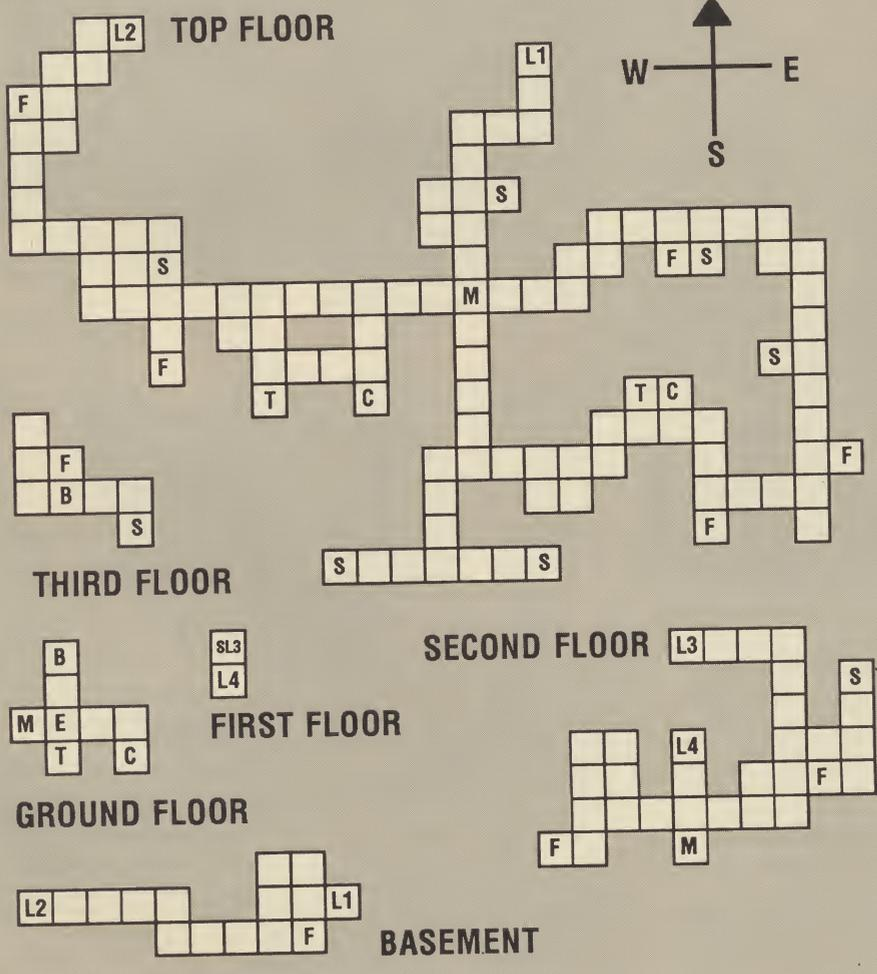 L2 TOP FLOOR
L1
W E
S
F
S
F S
S
M
F
S
T C
T C
F
F
B
S
F
S S
THIRD FLOOR
B
SL3
L4
M E
T C
FIRST FLOOR
GROUND FLOOR
SECOND FLOOR L3
S
L4
F
F M
L2 L1
F
BASEMENT